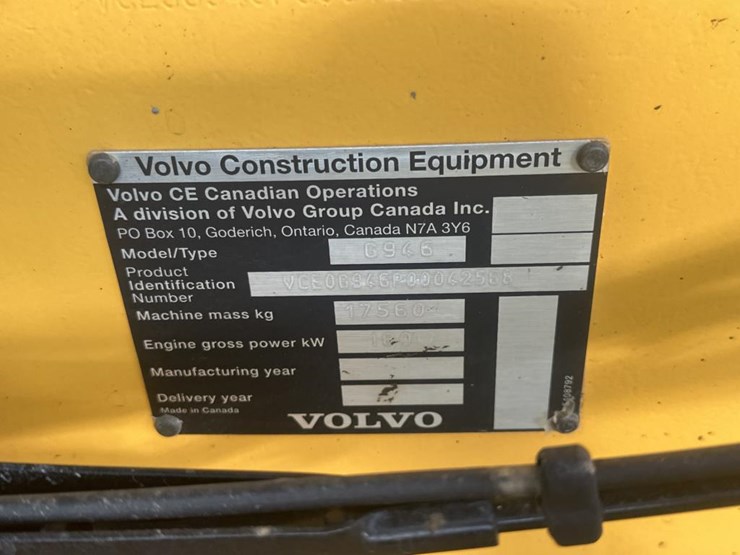 Volvo Construction Equipment
Volvo CE Canadian Operations
A division of Volvo Group Canada Inc.
PO Box 10, Goderich, Ontario, Canada N7A 3Y6
Model/Type G946
Product
Identification
Number
Machine mass kg 17560
Engine gross power kW
Manufacturing year
Delivery year
Made in Canada
VOLVO